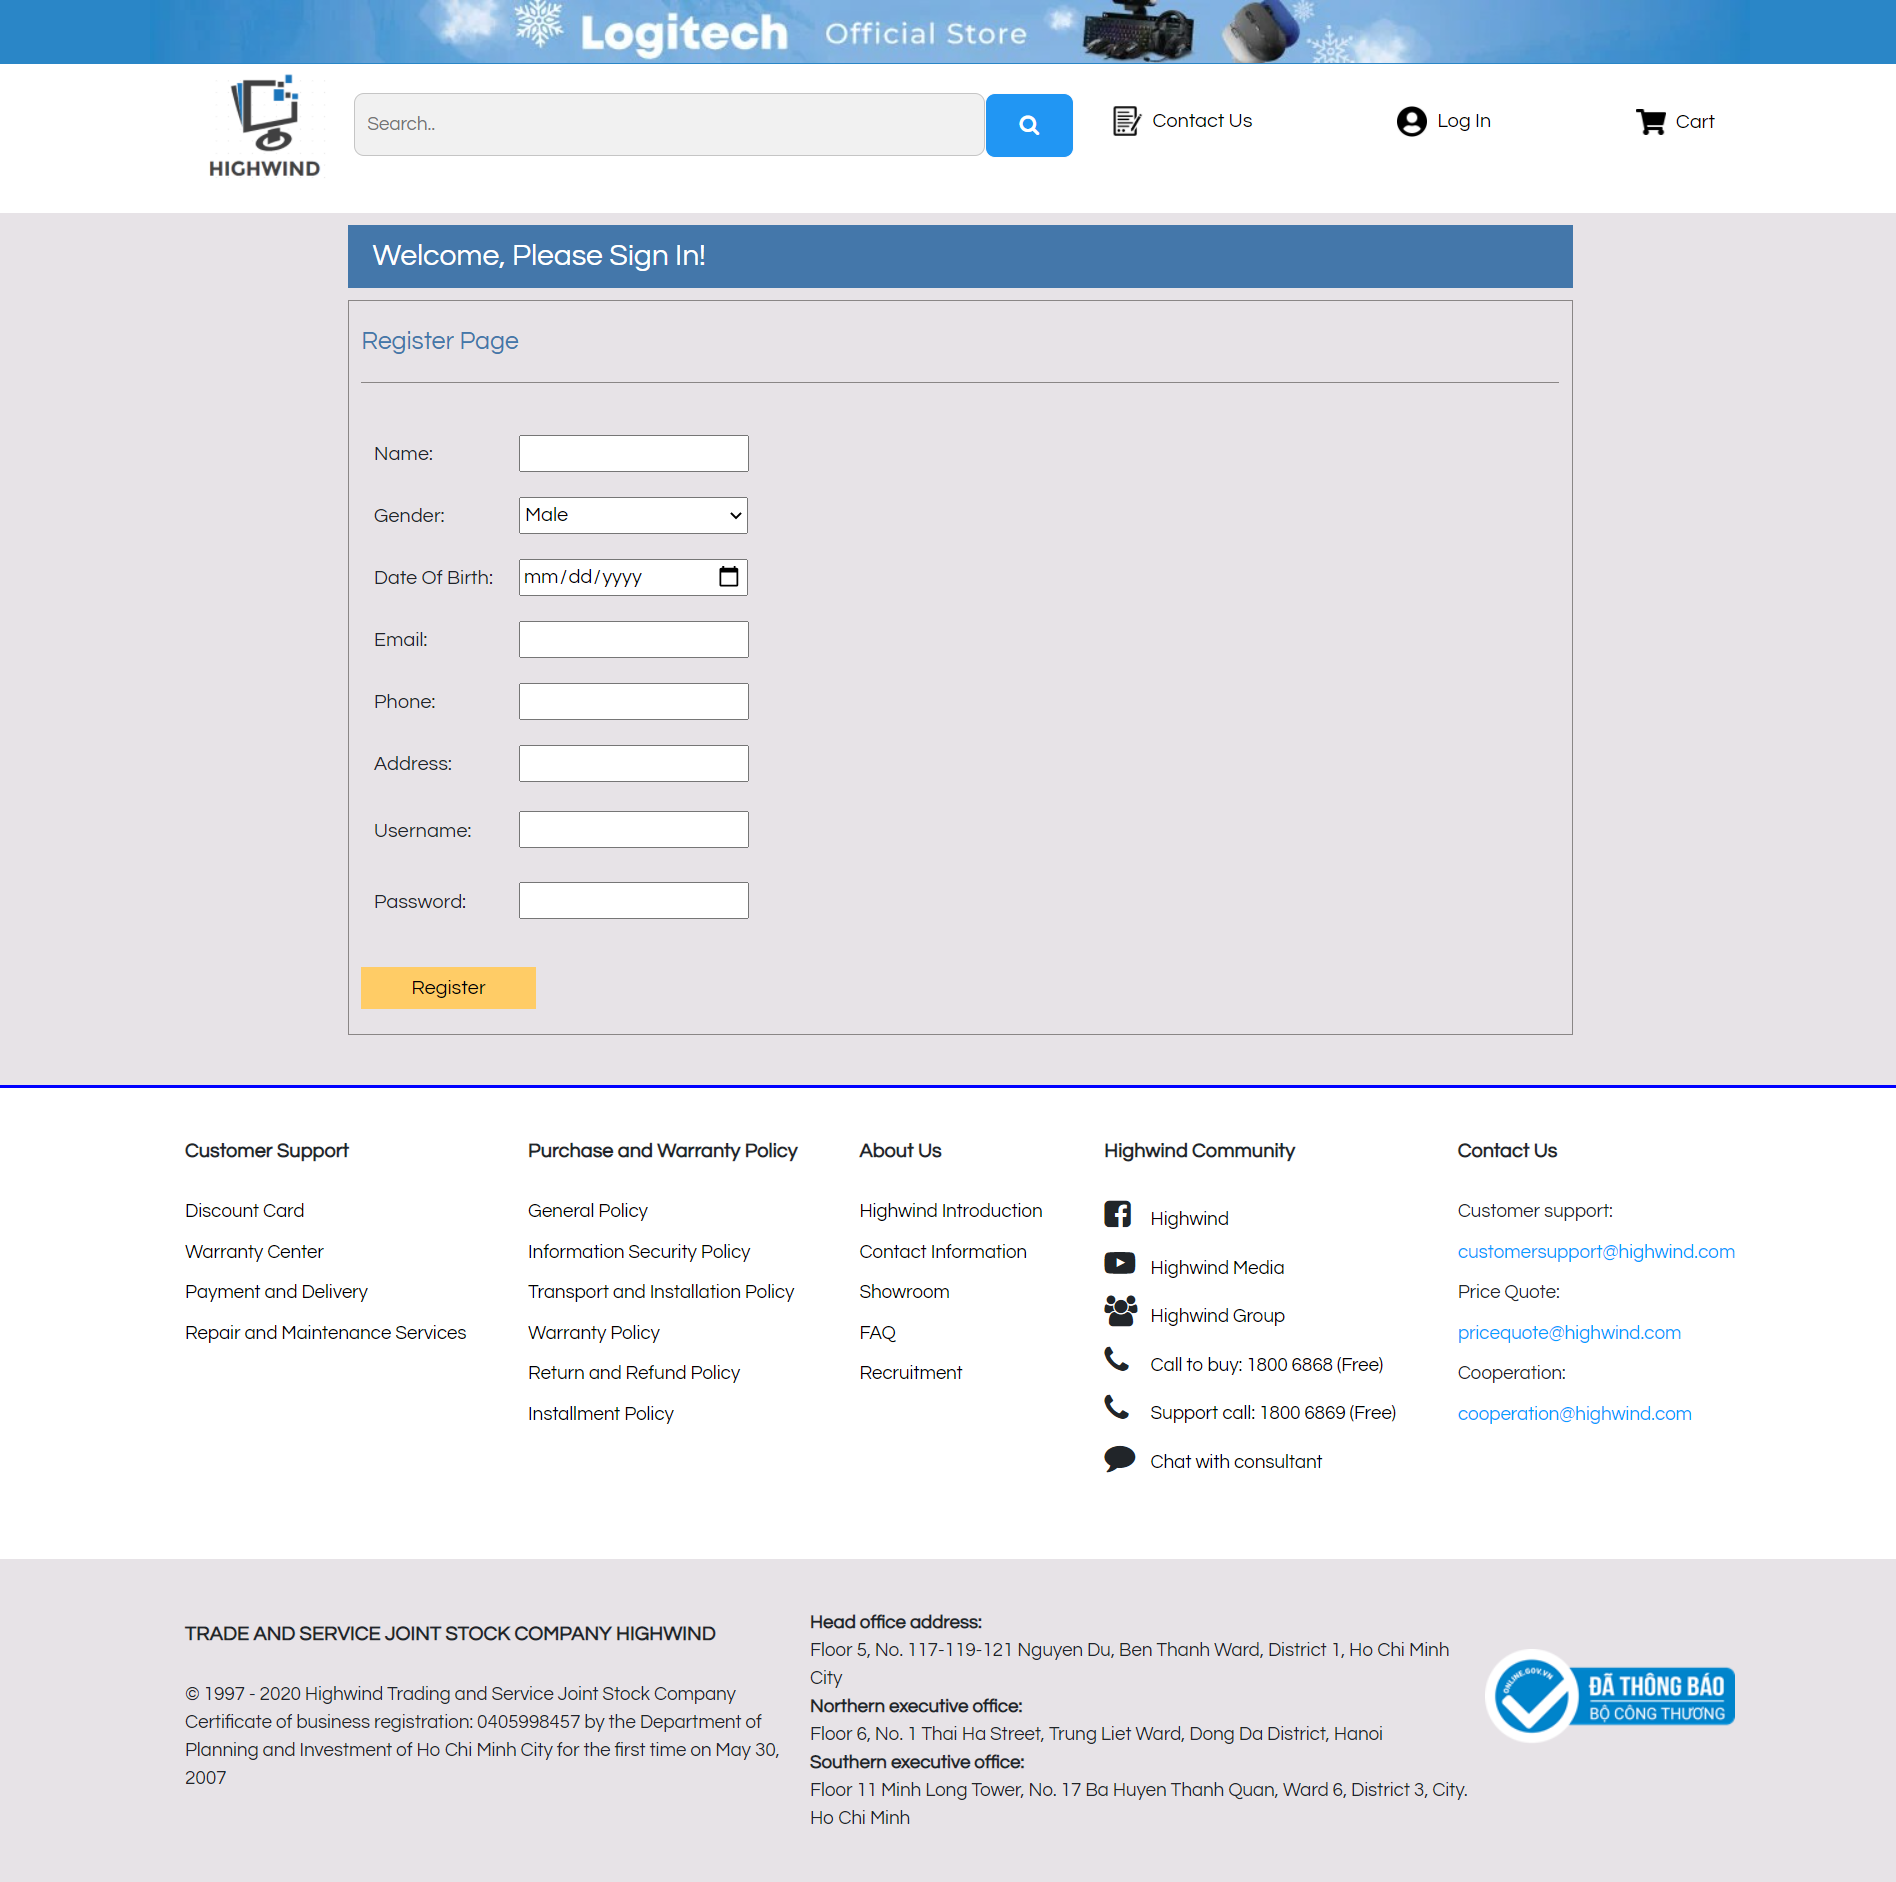 Logitech Official Store
HIGHWIND
Search..
Contact Us
Log In
Cart
Welcome, Please Sign In!
Register Page
Name:
Gender: Male
Date Of Birth: mm/dd/yyyy
Email:
Phone:
Address:
Username:
Password:
Register
Customer Support
Discount Card
Warranty Center
Payment and Delivery
Repair and Maintenance Services
Purchase and Warranty Policy
General Policy
Information Security Policy
Transport and Installation Policy
Warranty Policy
Return and Refund Policy
Installment Policy
About Us
Highwind Introduction
Contact Information
Showroom
FAQ
Recruitment
Highwind Community
Highwind
Highwind Media
Highwind Group
Call to buy: 1800 6868 (Free)
Support call: 1800 6869 (Free)
Chat with consultant
Contact Us
Customer support:
customersupport@highwind.com
Price Quote:
pricequote@highwind.com
Cooperation:
cooperation@highwind.com
TRADE AND SERVICE JOINT STOCK COMPANY HIGHWIND
© 1997 - 2020 Highwind Trading and Service Joint Stock Company
Certificate of business registration: 0405998457 by the Department of
Planning and Investment of Ho Chi Minh City for the first time on May 30,
2007
Head office address:
Floor 5, No. 117-119-121 Nguyen Du, Ben Thanh Ward, District 1, Ho Chi Minh
City
Northern executive office:
Floor 6, No. 1 Thai Ha Street, Trung Liet Ward, Dong Da District, Hanoi
Southern executive office:
Floor 11 Minh Long Tower, No. 17 Ba Huyen Thanh Quan, Ward 6, District 3, City.
Ho Chi Minh
ONLINE.GOV.VN
ĐÃ THÔNG BÁO
BỘ CÔNG THƯƠNG